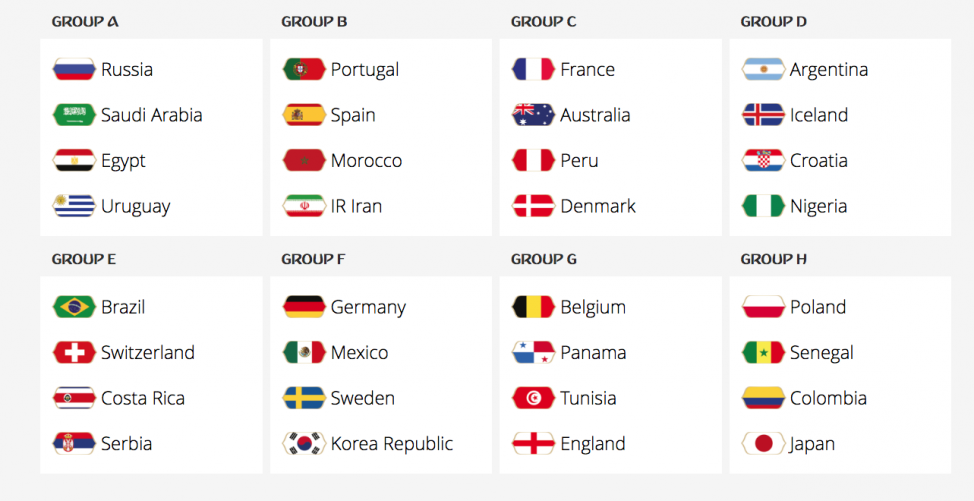 GROUP A
Russia
Saudi Arabia
Egypt
Uruguay
GROUP B
Portugal
Spain
Morocco
IR Iran
GROUP C
France
Australia
Peru
Denmark
GROUP D
Argentina
Iceland
Croatia
Nigeria
GROUP E
Brazil
Switzerland
Costa Rica
Serbia
GROUP F
Germany
Mexico
Sweden
Korea Republic
GROUP G
Belgium
Panama
Tunisia
England
GROUP H
Poland
Senegal
Colombia
Japan